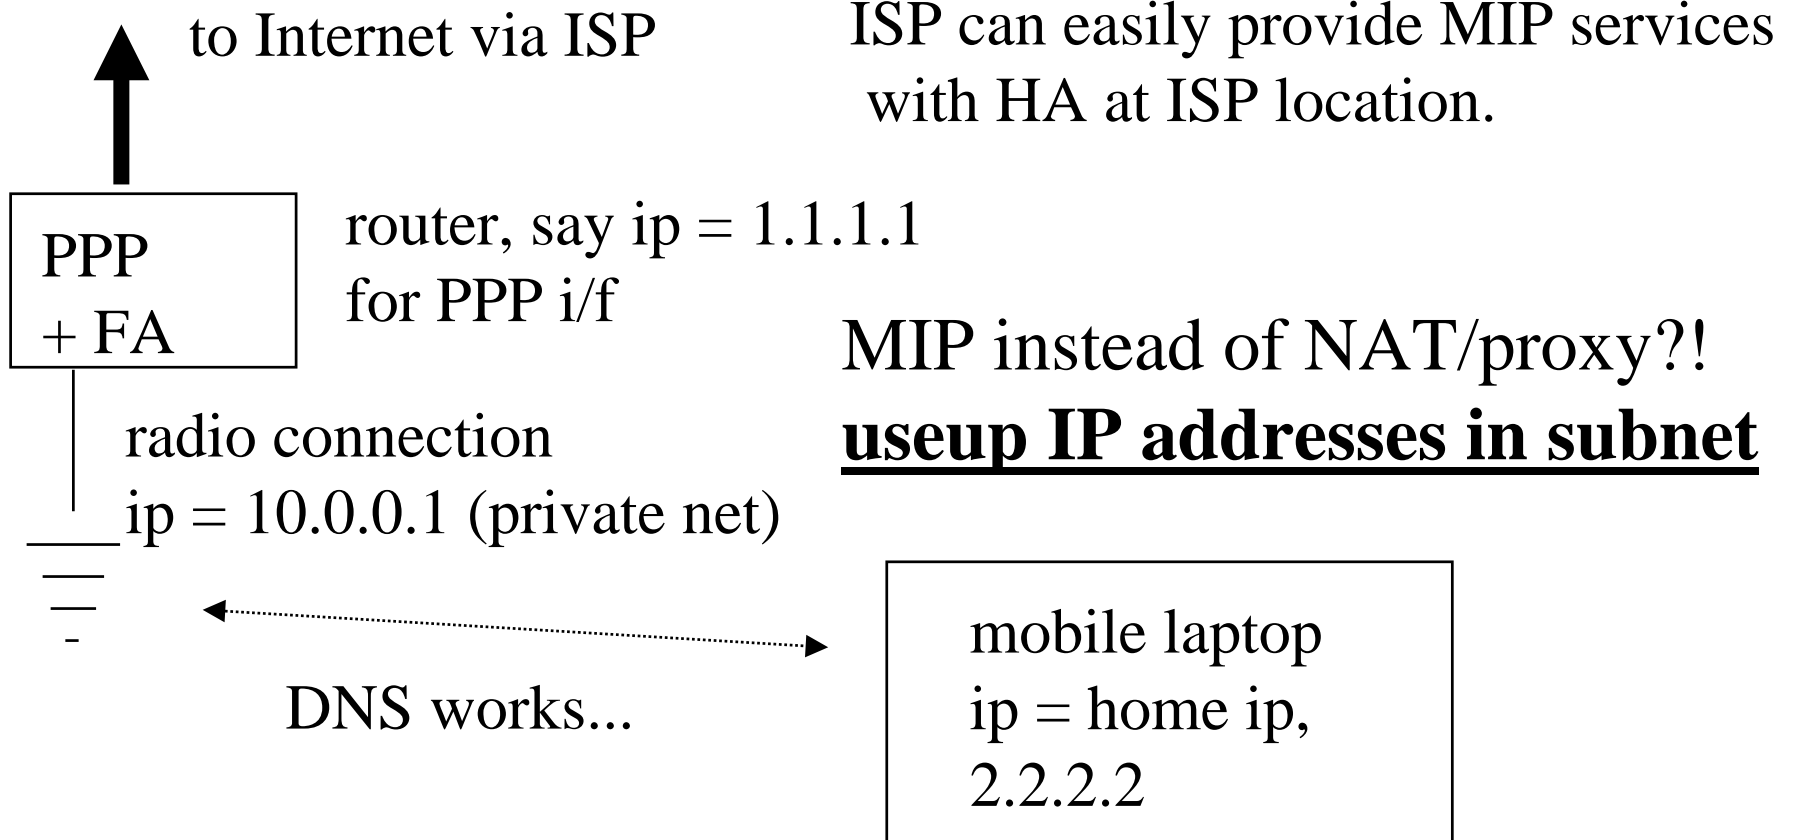 to Internet via ISP
ISP can easily provide MIP services
with HA at ISP location.
PPP
+ FA
router, say ip = 1.1.1.1
for PPP i/f
MIP instead of NAT/proxy?!
useup IP addresses in subnet
radio connection
ip = 10.0.0.1 (private net)
DNS works...
mobile laptop
ip = home ip,
2.2.2.2